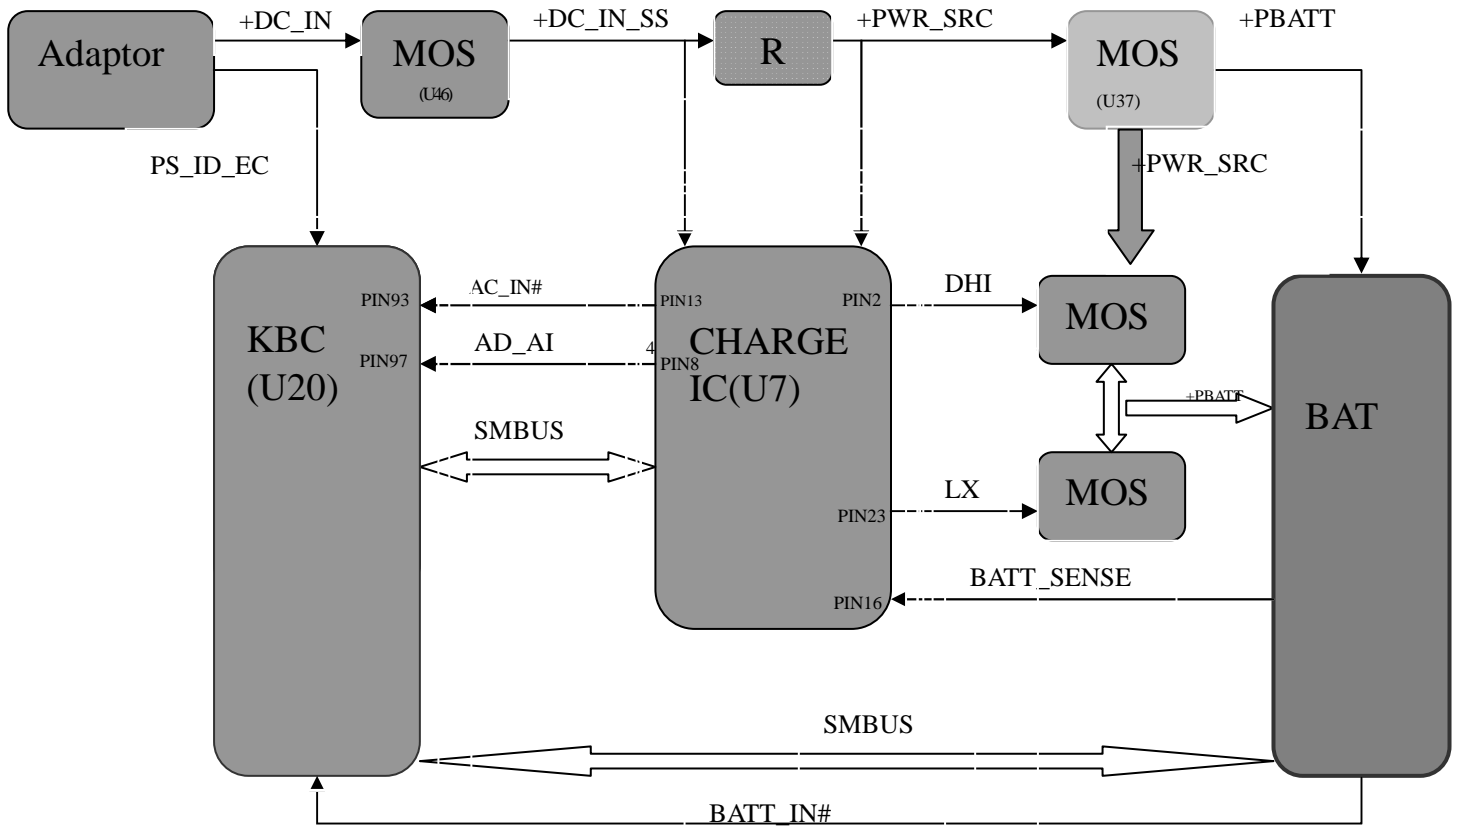 +DC_IN
+DC_IN_SS
+PWR_SRC
+PBATT
Adaptor
MOS
(U46)
R
MOS
(U37)
PS_ID_EC
+PWR_SRC
PIN93
AC_IN#
PIN13
PIN2
DHI
MOS
KBC
(U20)
PIN97
AD_AI
4
PIN8
CHARGE
IC(U7)
+PBATT
BAT
SMBUS
PIN23
LX
MOS
BATT_SENSE
PIN16
SMBUS
BATT_IN#